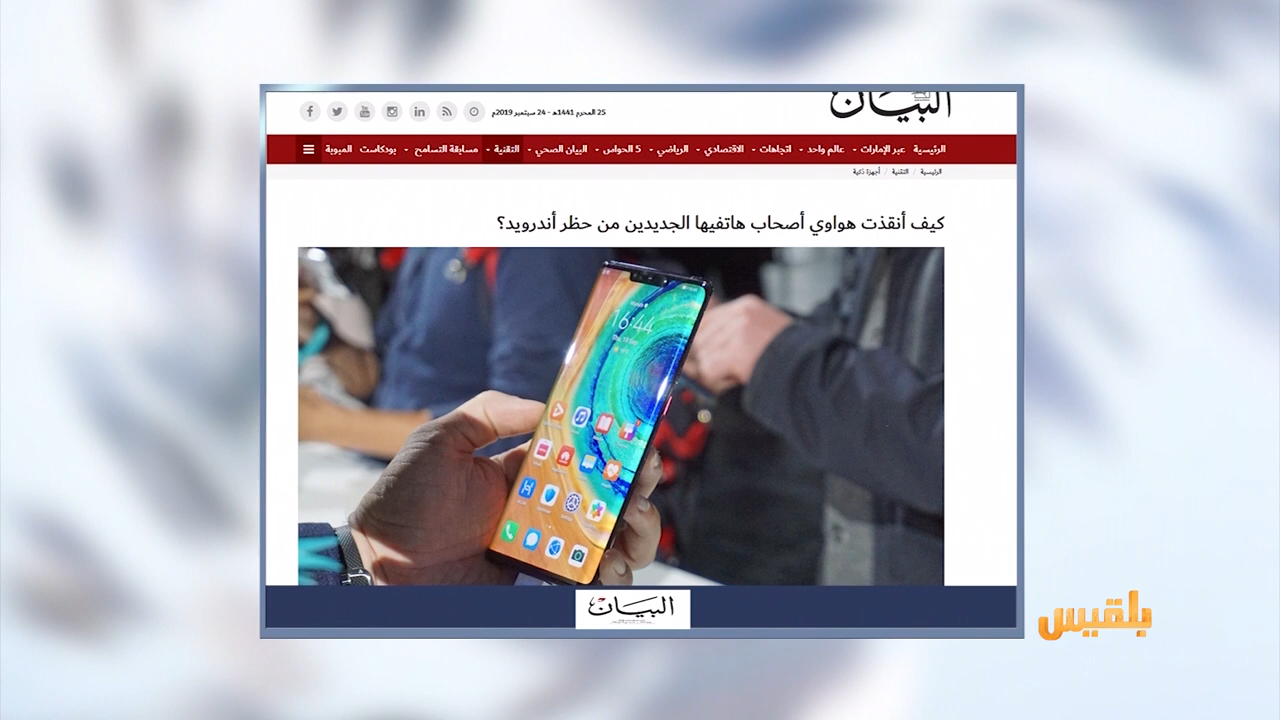 البيان
25 المحرم 1441هـ - 24 سبتمبر 2019م
الرئيسية عبر الإمارات عالم واحد اتجاهات الاقتصادي الرياضي 5 الحواس البيان الصحي التقنية مسابقة التسامح بودكاست المبوبة
الرئيسية / التقنية / أجهزة ذكية
كيف أنقذت هواوي أصحاب هاتفيها الجديدين من حظر أندرويد؟
16:44
البيان
بلقيس